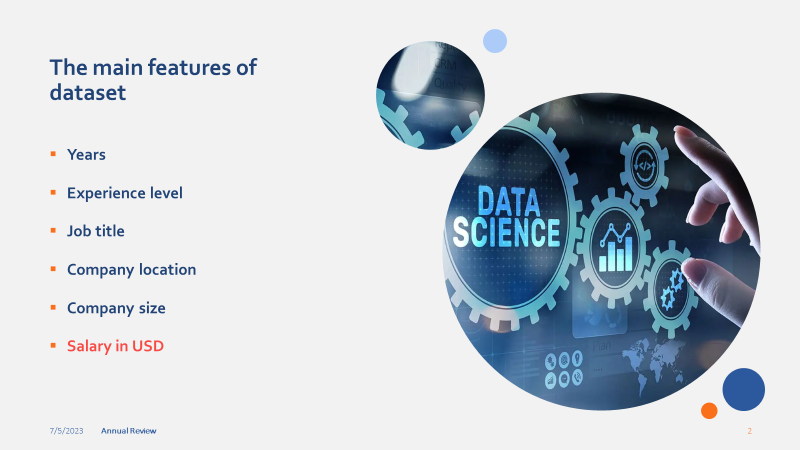 The main features of
dataset
Years
Experience level
Job title
Company location
Company size
Salary in USD
DATA
SCIENCE
</>
7/5/2023 Annual Review
2